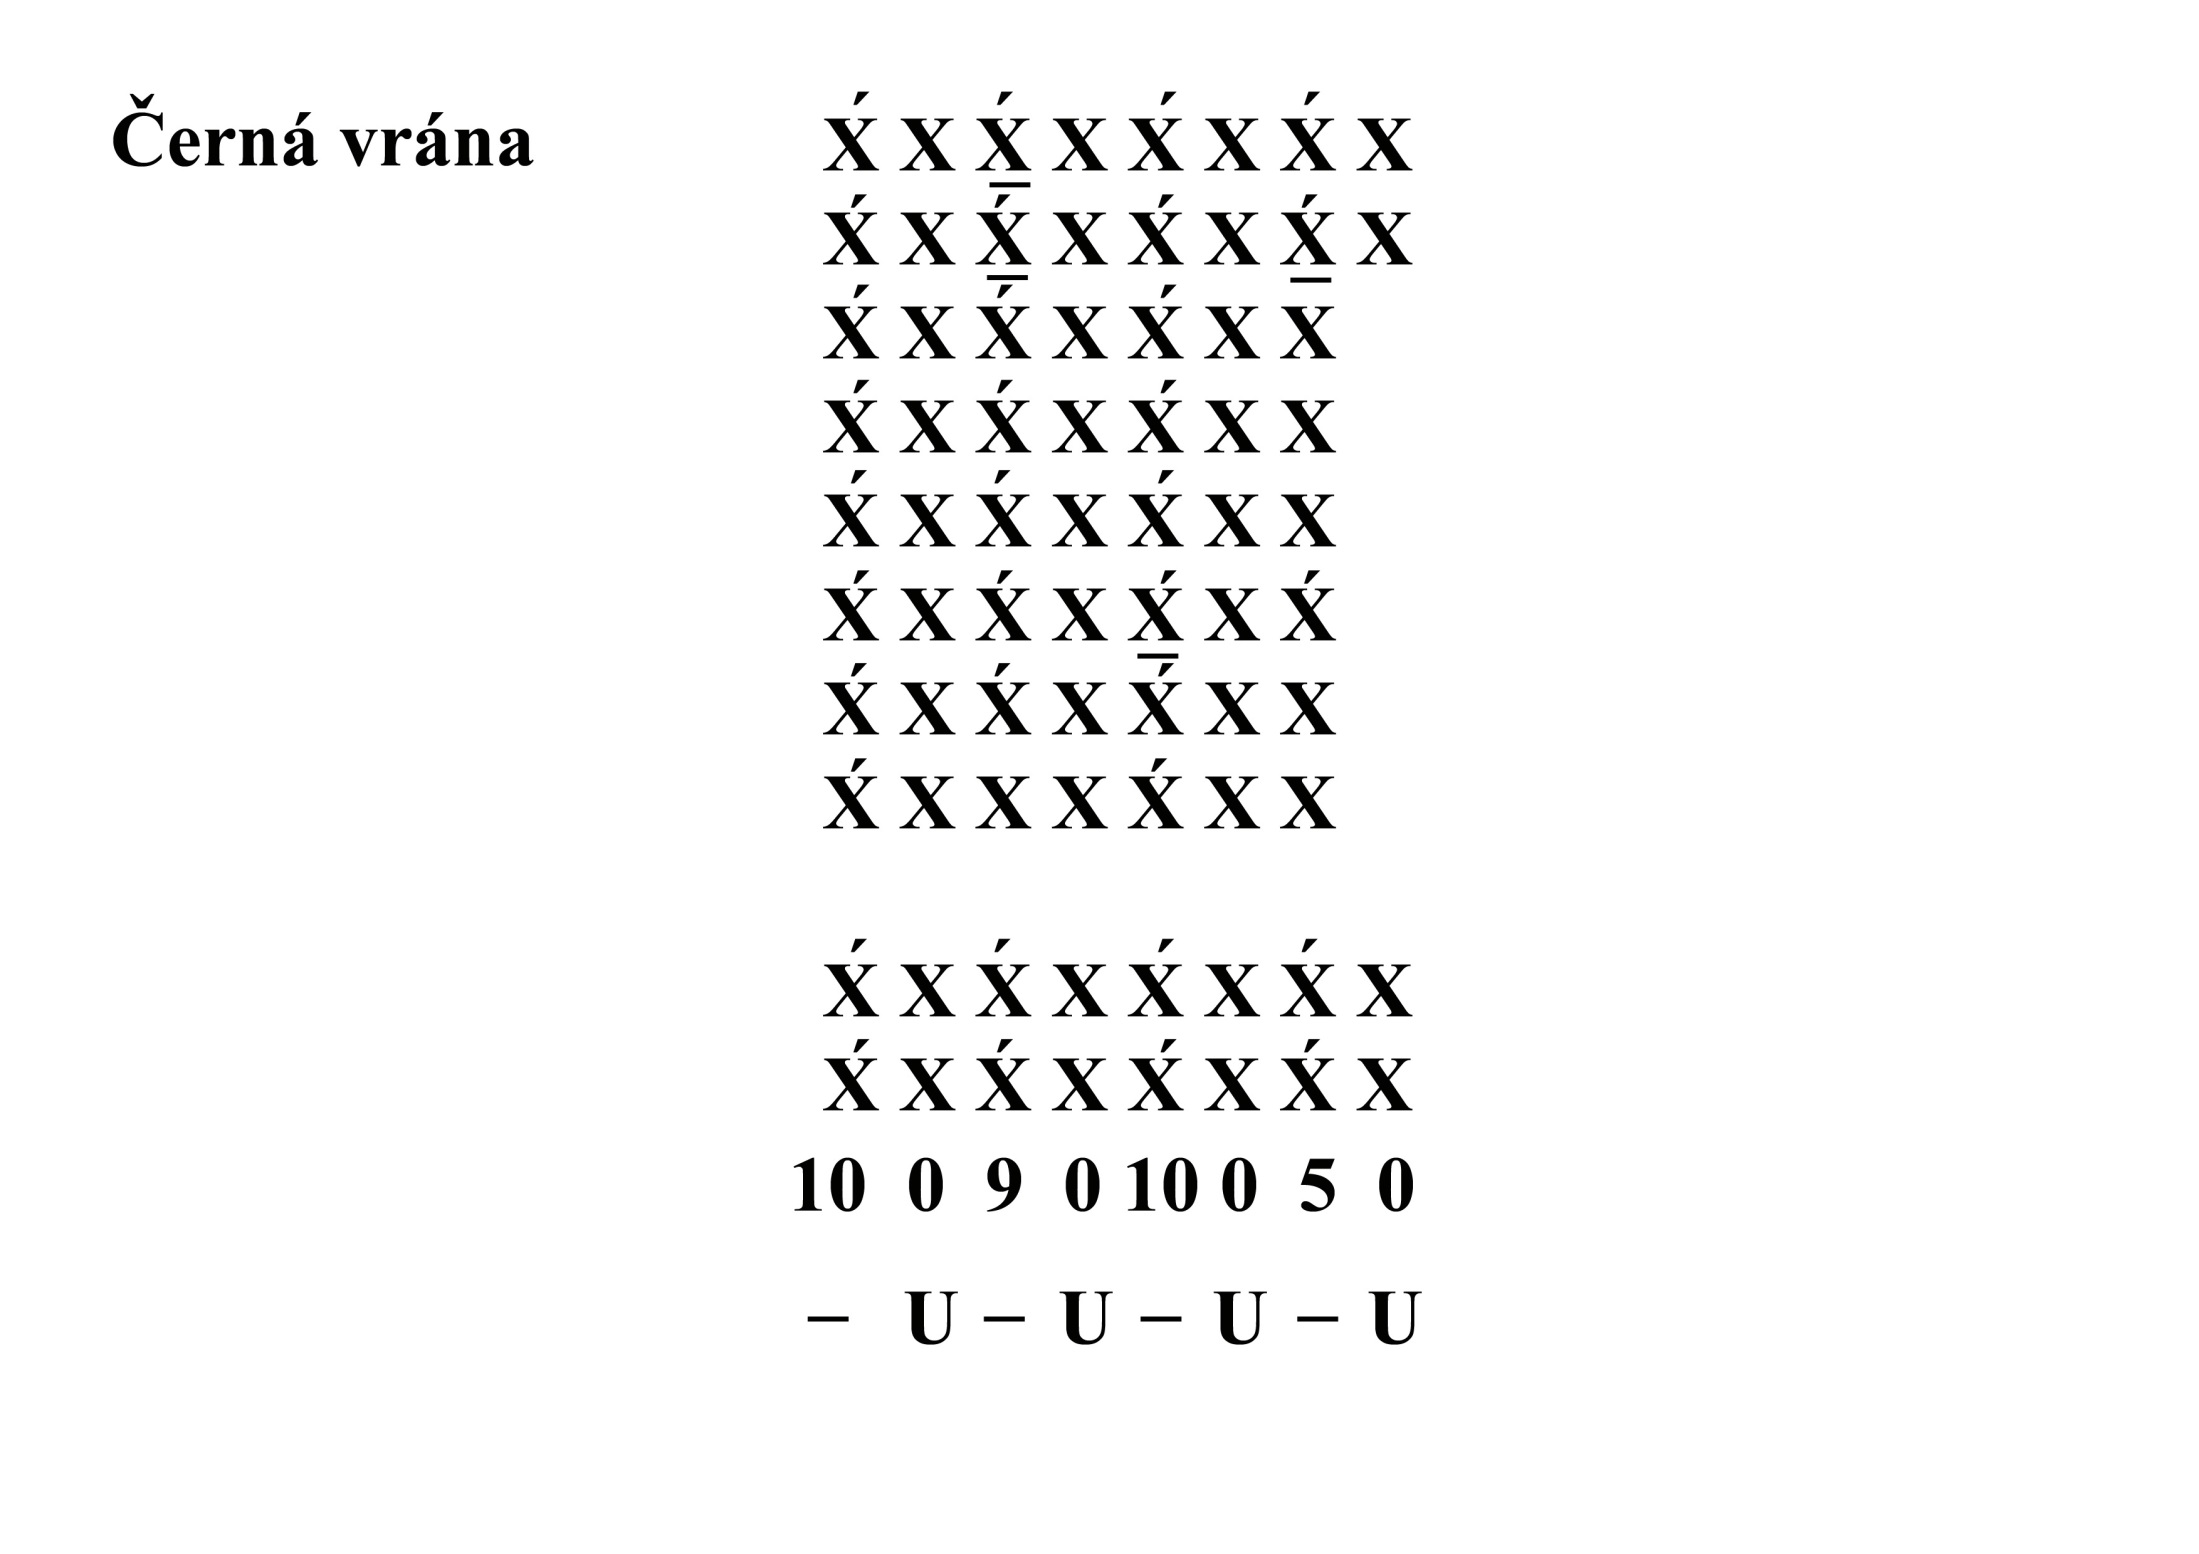 Černá vrána
x́ x x́ x x́ x x́ x
x́ x x́ x x́ x x́ x
x́ x x́ x x́ x x
x́ x x́ x x́ x x
x́ x x́ x x́ x x
x́ x x́ x x́ x x́
x́ x x́ x x́ x x
x́ x x x x́ x x
x́ x x́ x x́ x x́ x
x́ x x́ x x́ x x́ x
10 0 9 0 10 0 5 0
– U – U – U – U